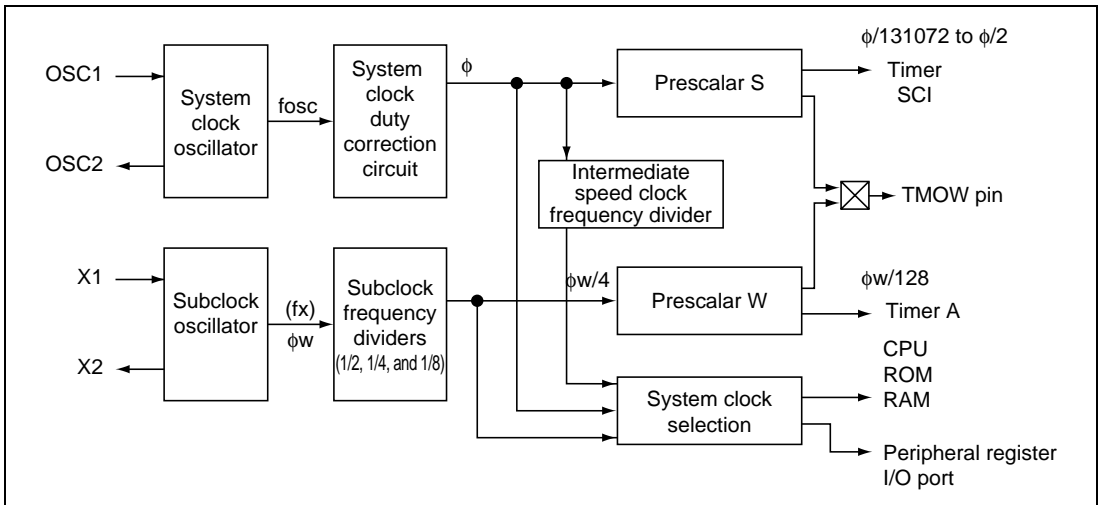 OSC1
OSC2
System
clock
oscillator
fosc
System
clock
duty
correction
circuit
ϕ
Prescalar S
ϕ/131072 to ϕ/2
Timer
SCI
Intermediate
speed clock
frequency divider
TMOW pin
X1
X2
Subclock
oscillator
(fx)
ϕw
Subclock
frequency
dividers
(1/2, 1/4, and 1/8)
ϕw/4
Prescalar W
ϕw/128
Timer A
System clock
selection
CPU
ROM
RAM
Peripheral register
I/O port